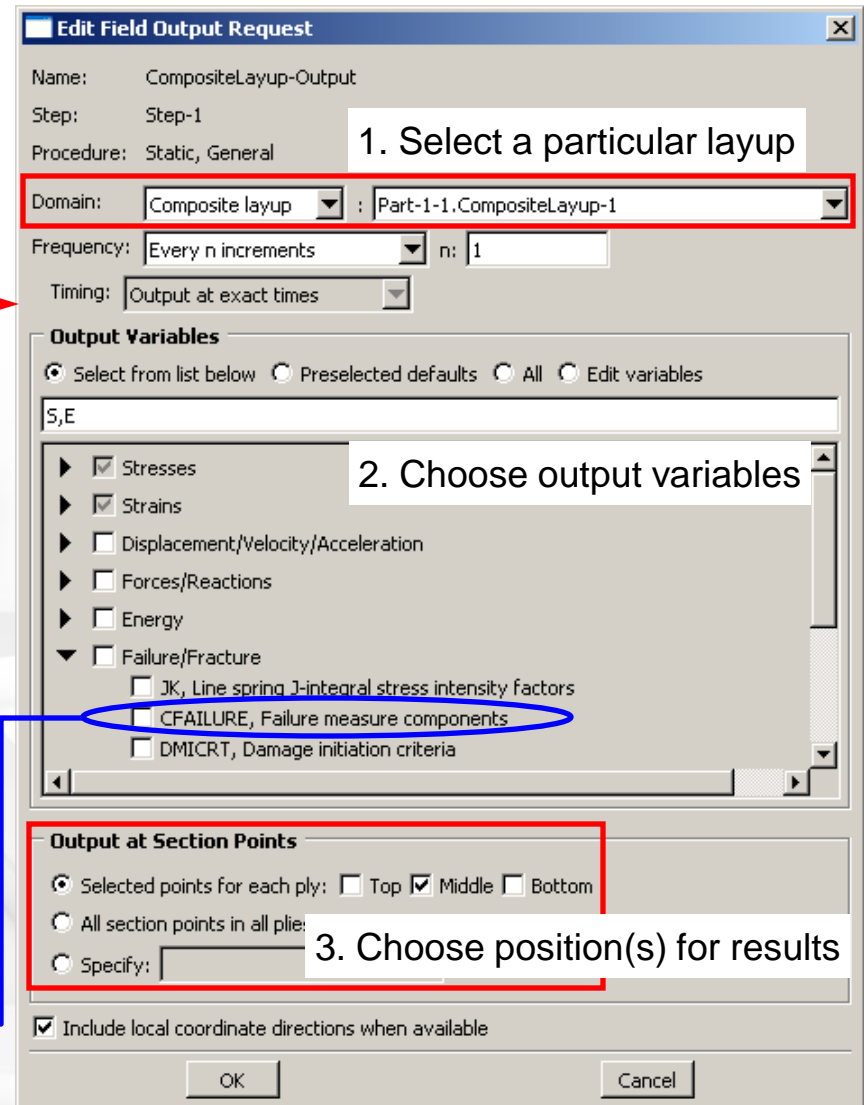 Edit Field Output Request
Name: CompositeLayup-Output
Step: Step-1
1. Select a particular layup
Procedure: Static, General
Domain: Composite layup : Part-1-1.CompositeLayup-1
Frequency: Every n increments n: 1
Timing: Output at exact times
Output Variables
Select from list below Preselected defaults All Edit variables
S,E
Stresses
2. Choose output variables
Strains
Displacement/Velocity/Acceleration
Forces/Reactions
Energy
Failure/Fracture
JK, Line spring J-integral stress intensity factors
CFAILURE, Failure measure components
DMICRT, Damage initiation criteria
Output at Section Points
Selected points for each ply: Top Middle Bottom
All section points in all plies
3. Choose position(s) for results
Specify:
Include local coordinate directions when available
OK Cancel